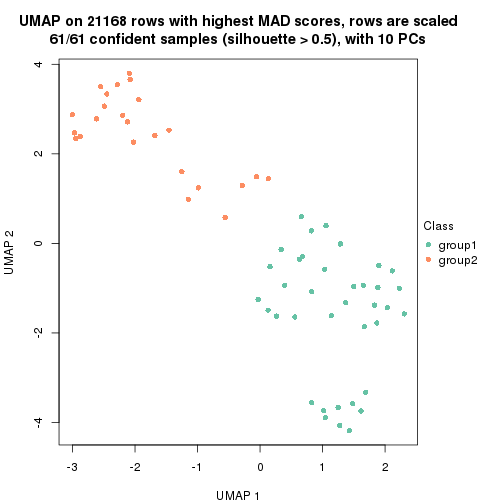 UMAP on 21168 rows with highest MAD scores, rows are scaled
61/61 confident samples (silhouette > 0.5), with 10 PCs
4
2
0
-2
-4
UMAP 2
-3
-2
-1
0
1
2
UMAP 1
Class
group1
group2